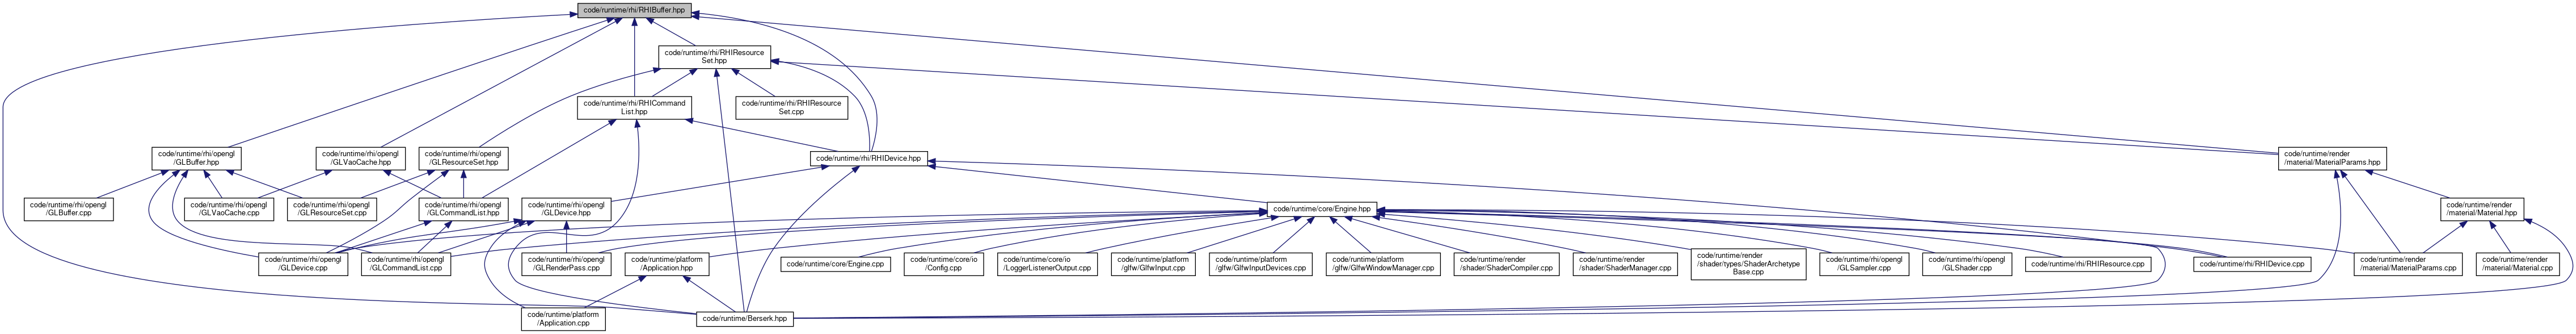 code/runtime/rhi/RHIBuffer.hpp
code/runtime/rhi/RHIResource
Set.hpp
code/runtime/rhi/RHICommand
List.hpp
code/runtime/rhi/RHIResource
Set.cpp
code/runtime/rhi/opengl
/GLBuffer.hpp
code/runtime/rhi/opengl
/GLVaoCache.hpp
code/runtime/rhi/opengl
/GLResourceSet.hpp
code/runtime/rhi/RHIDevice.hpp
code/runtime/render
/material/MaterialParams.hpp
code/runtime/rhi/opengl
/GLBuffer.cpp
code/runtime/rhi/opengl
/GLVaoCache.cpp
code/runtime/rhi/opengl
/GLResourceSet.cpp
code/runtime/rhi/opengl
/GLCommandList.hpp
code/runtime/rhi/opengl
/GLDevice.hpp
code/runtime/core/Engine.hpp
code/runtime/render
/material/Material.hpp
code/runtime/rhi/opengl
/GLDevice.cpp
code/runtime/rhi/opengl
/GLCommandList.cpp
code/runtime/rhi/opengl
/GLRenderPass.cpp
code/runtime/platform
/Application.hpp
code/runtime/core/Engine.cpp
code/runtime/core/io
/Config.cpp
code/runtime/core/io
/LoggerListenerOutput.cpp
code/runtime/platform
/glfw/GlfwInput.cpp
code/runtime/platform
/glfw/GlfwInputDevices.cpp
code/runtime/platform
/glfw/GlfwWindowManager.cpp
code/runtime/render
/shader/ShaderCompiler.cpp
code/runtime/render
/shader/ShaderManager.cpp
code/runtime/render
/shader/types/ShaderArchetype
Base.cpp
code/runtime/rhi/opengl
/GLSampler.cpp
code/runtime/rhi/opengl
/GLShader.cpp
code/runtime/rhi/RHIResource.cpp
code/runtime/rhi/RHIDevice.cpp
code/runtime/render
/material/MaterialParams.cpp
code/runtime/render
/material/Material.cpp
code/runtime/platform
/Application.cpp
code/runtime/Berserk.hpp